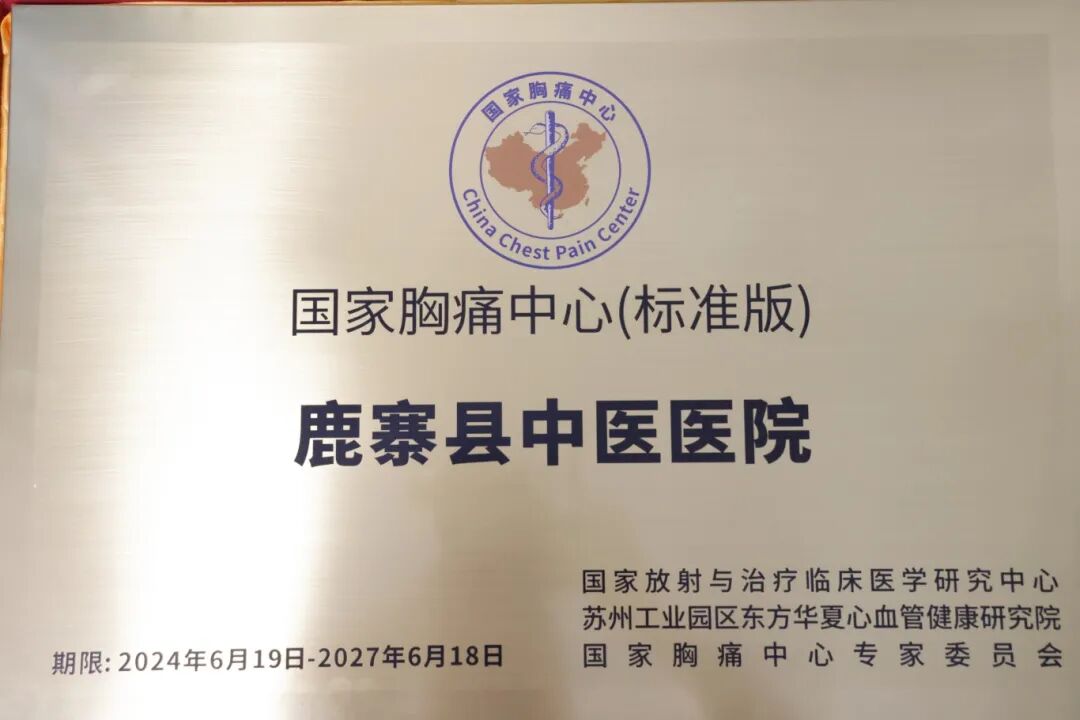 国家胸痛中心
China Chest Pain Center
国家胸痛中心(标准版)
鹿寨县中医医院
国家放射与治疗临床医学研究中心
苏州工业园区东方华夏心血管健康研究院
期限: 2024年6月19日-2027年6月18日
国家胸痛中心专家委员会